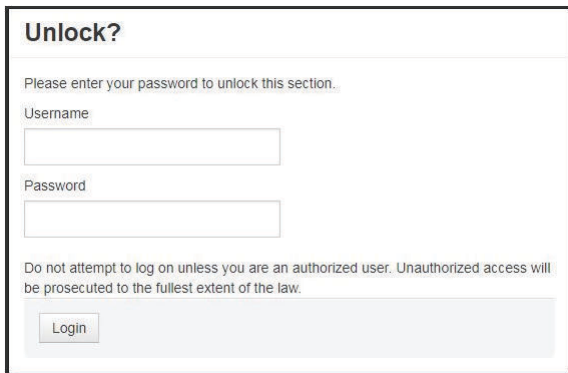 Unlock?
Please enter your password to unlock this section.
Username
Password
Do not attempt to log on unless you are an authorized user. Unauthorized access will
be prosecuted to the fullest extent of the law.
Login